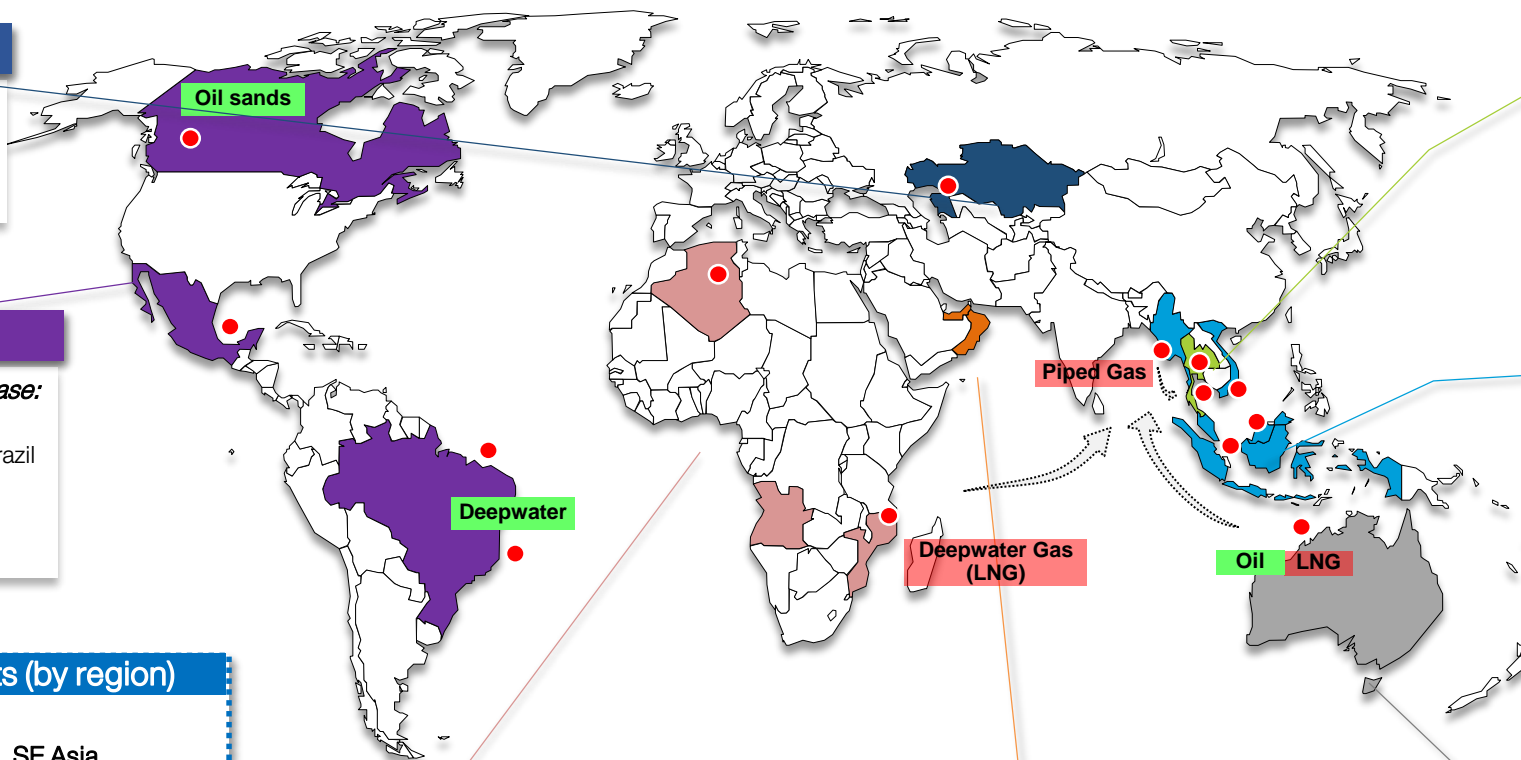 Oil sands
ase:
razil
Deepwater
Piped Gas
Deepwater Gas
(LNG)
Oil
LNG
ts (by region)
SE Asia